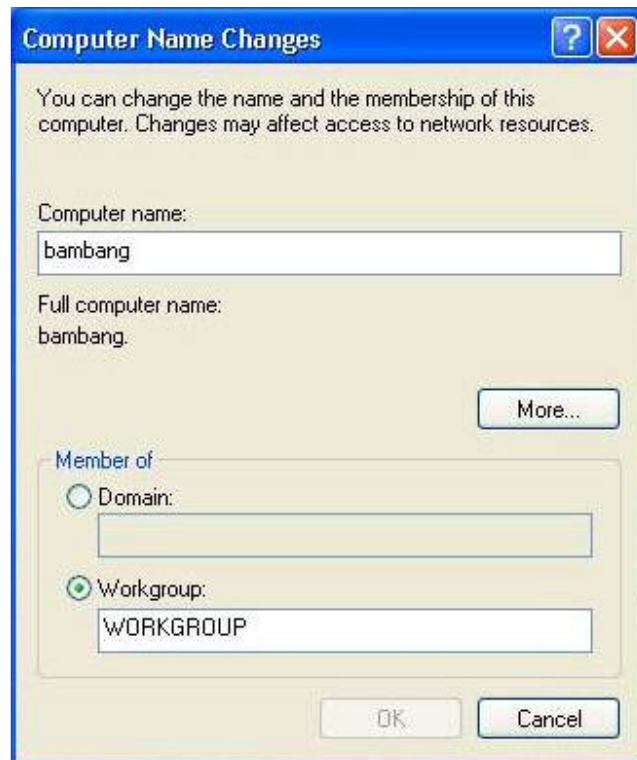 Computer Name Changes
You can change the name and the membership of this
computer. Changes may affect access to network resources.
Computer name:
bambang
Full computer name:
bambang.
More...
Member of
Domain:
Workgroup:
WORKGROUP
OK Cancel